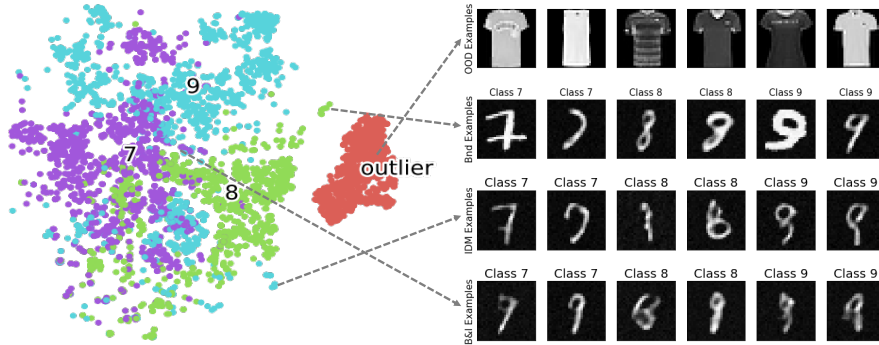 9
7
8
outlier
OOD Examples
Bnd Examples
Class 7 Class 7 Class 8 Class 8 Class 9 Class 9
IDM Examples
Class 7 Class 7 Class 8 Class 8 Class 9 Class 9
B&I Examples
Class 7 Class 7 Class 8 Class 8 Class 9 Class 9